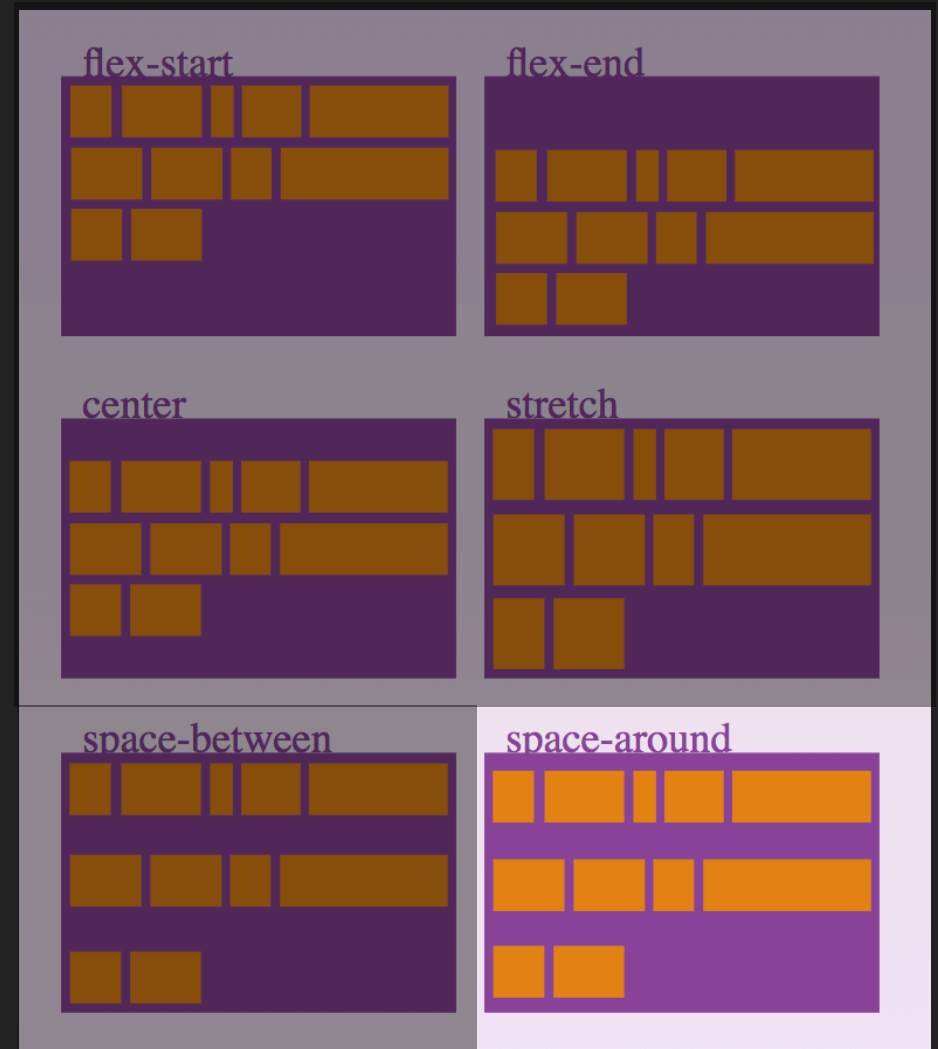 flex-start
flex-end
center
stretch
space-between
space-around